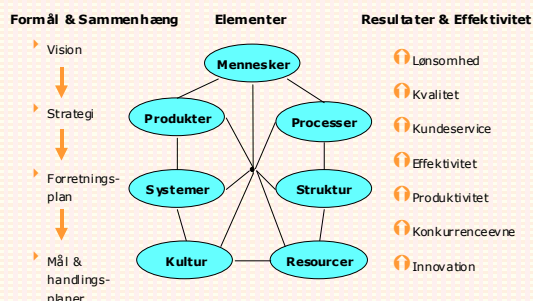 Formål & Sammenhæng
Vision
Strategi
Forretnings-
plan
Mål &
handlings-
planer
Elementer
Mennesker
Produkter
Processer
Systemer
Struktur
Kultur
Resourcer
Resultater & Effektivitet
Lønsomhed
Kvalitet
Kundeservice
Effektivitet
Produktivitet
Konkurrenceevne
Innovation